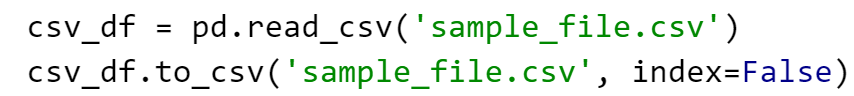 csv_df = pd.read_csv('sample_file.csv')
csv_df.to_csv('sample_file.csv', index=False)